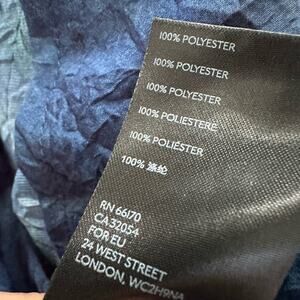 100% POLYESTER
100% POLYESTER
100% POLYESTER
100% POLIESTERE
100% POLIÉSTER
100% 涤纶
RN 66170
CA 32054
FOR EU
24 WEST STREET
LONDON, WC2H9NA